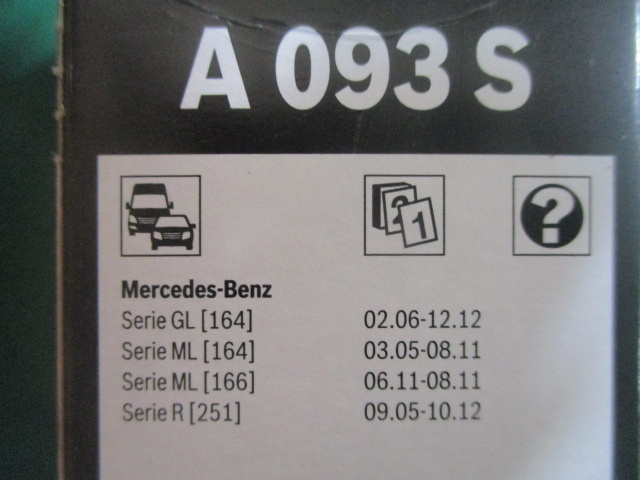 A 093 S
2 1 ?
Mercedes-Benz
Serie GL [164] 02.06-12.12
Serie ML [164] 03.05-08.11
Serie ML [166] 06.11-08.11
Serie R [251] 09.05-10.12